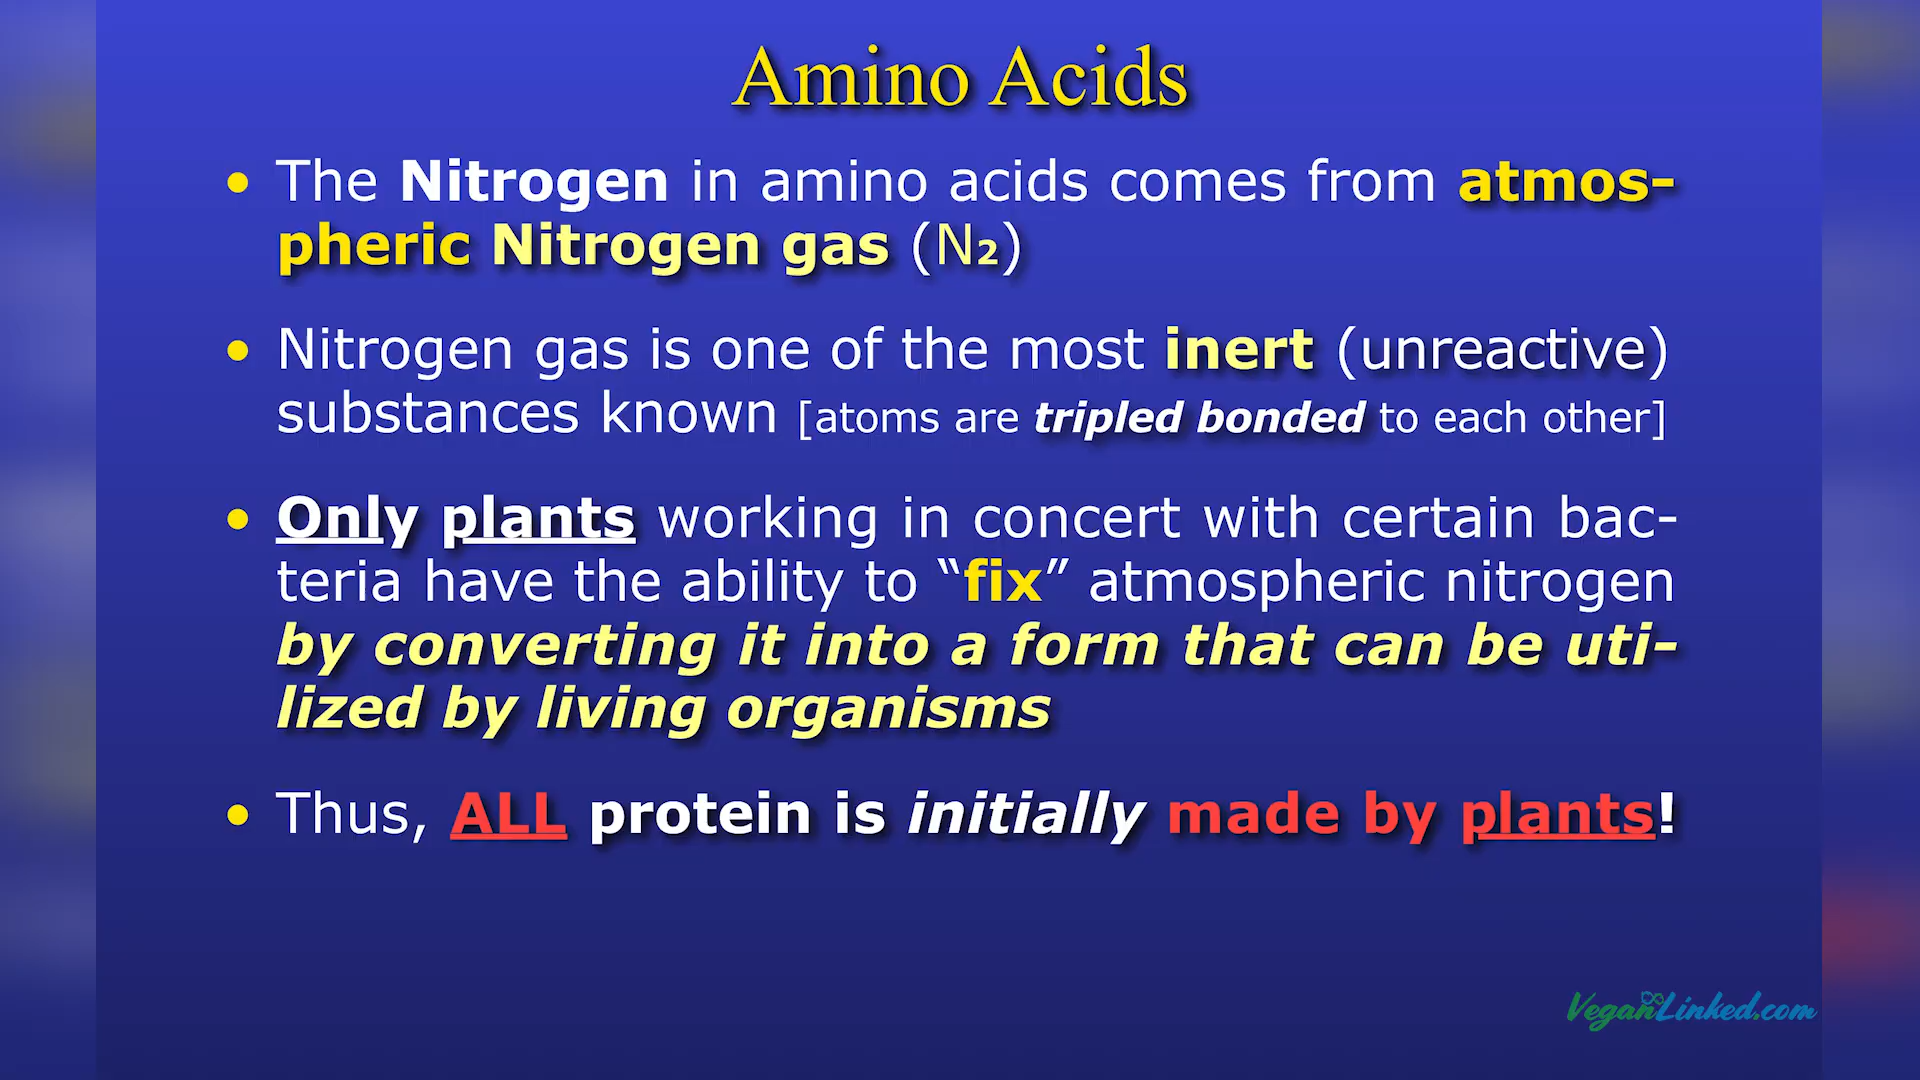 Amino Acids
• The Nitrogen in amino acids comes from atmos-
pheric Nitrogen gas (N₂)
• Nitrogen gas is one of the most inert (unreactive)
substances known [atoms are tripled bonded to each other]
• Only plants working in concert with certain bac-
teria have the ability to “fix” atmospheric nitrogen
by converting it into a form that can be uti-
lized by living organisms
• Thus, ALL protein is initially made by plants!
VeganLinked.com